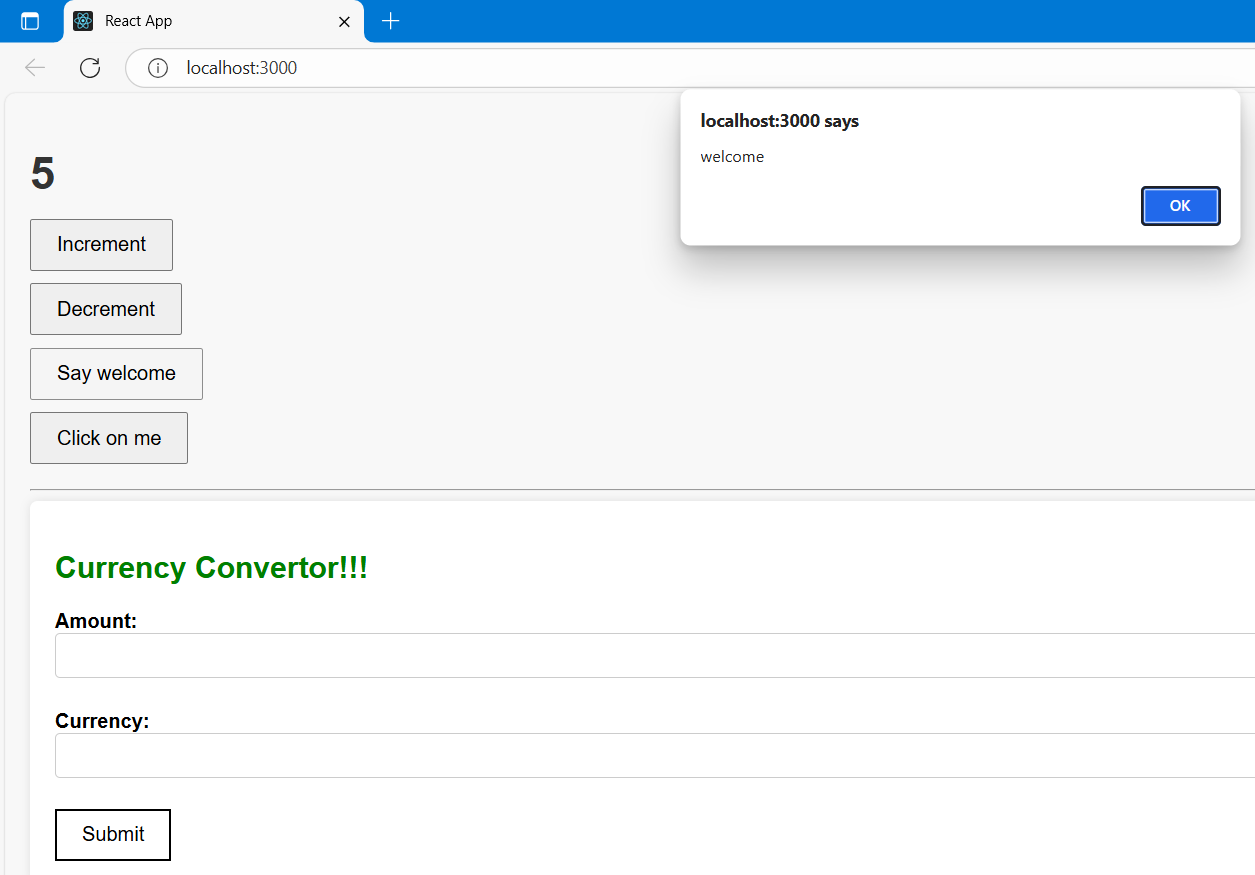 React App
localhost:3000
localhost:3000 says
welcome
OK
5
Increment
Decrement
Say welcome
Click on me
Currency Convertor!!!
Amount:
Currency:
Submit